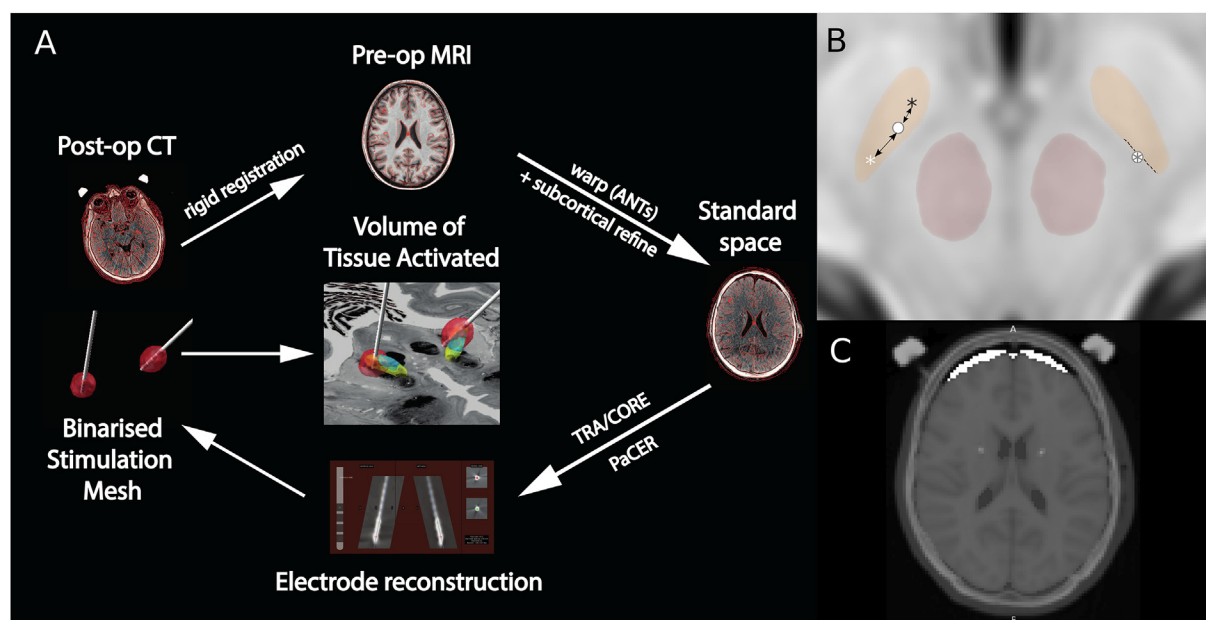 A
Pre-op MRI
Post-op CT
rigid registration
warp (ANTs)
+ subcortical refine
Standard
space
Volume of
Tissue Activated
Binarised
Stimulation
Mesh
TRA/CORE
PaCER
Electrode reconstruction
B
C
A